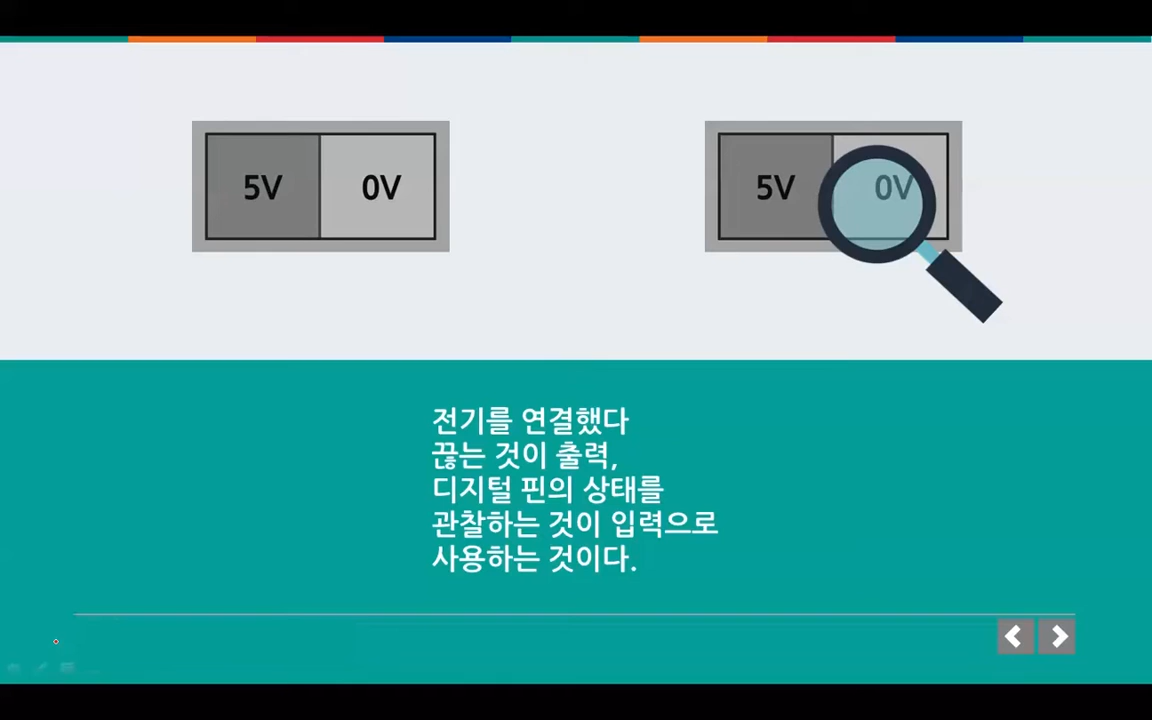 5V 0V
5V 0V
전기를 연결했다
끊는 것이 출력,
디지털 핀의 상태를
관찰하는 것이 입력으로
사용하는 것이다.